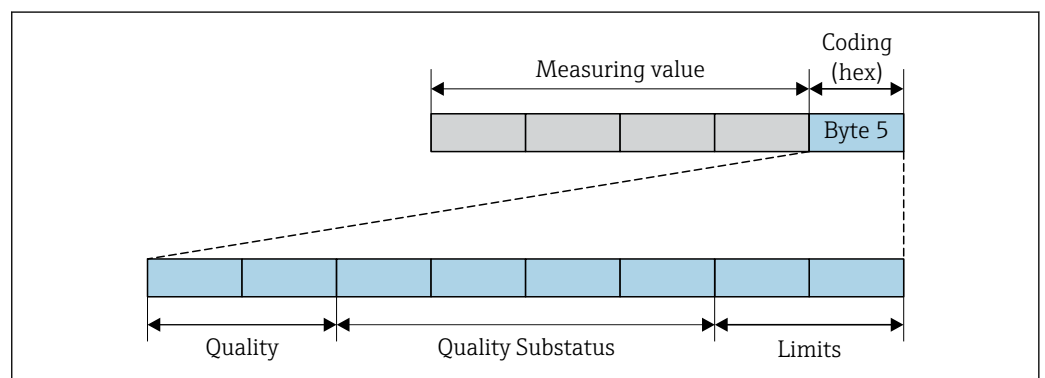 Coding
(hex)
Measuring value
Byte 5
Quality
Quality Substatus
Limits